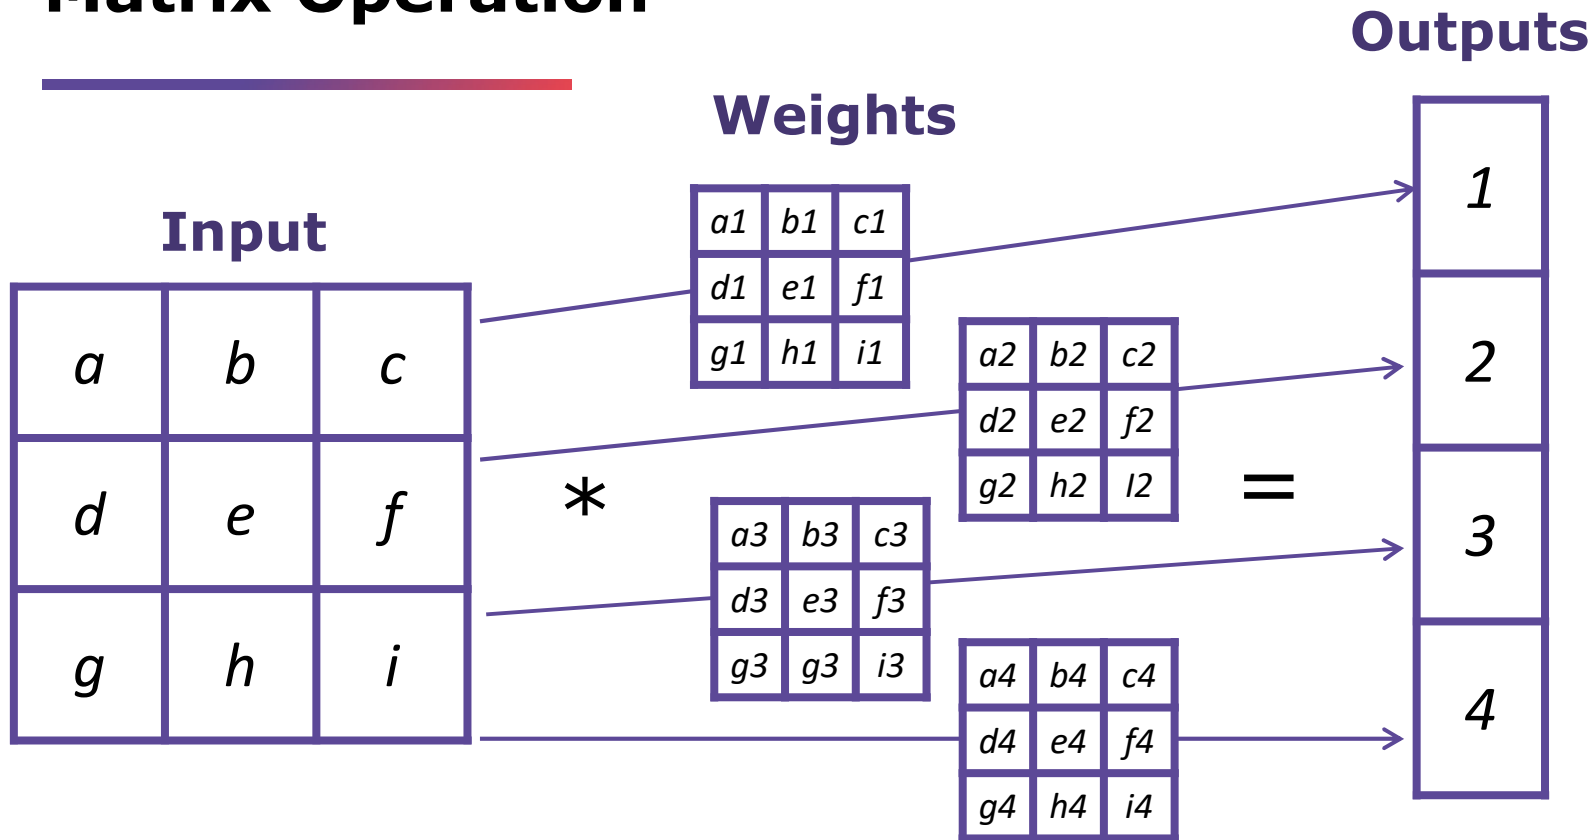 Matrix Operation
Outputs
Weights
Input
a b c
d e f
g h i
*
a1 b1 c1
d1 e1 f1
g1 h1 i1
a2 b2 c2
d2 e2 f2
g2 h2 I2
a3 b3 c3
d3 e3 f3
g3 g3 i3
a4 b4 c4
d4 e4 f4
g4 h4 i4
=
1
2
3
4